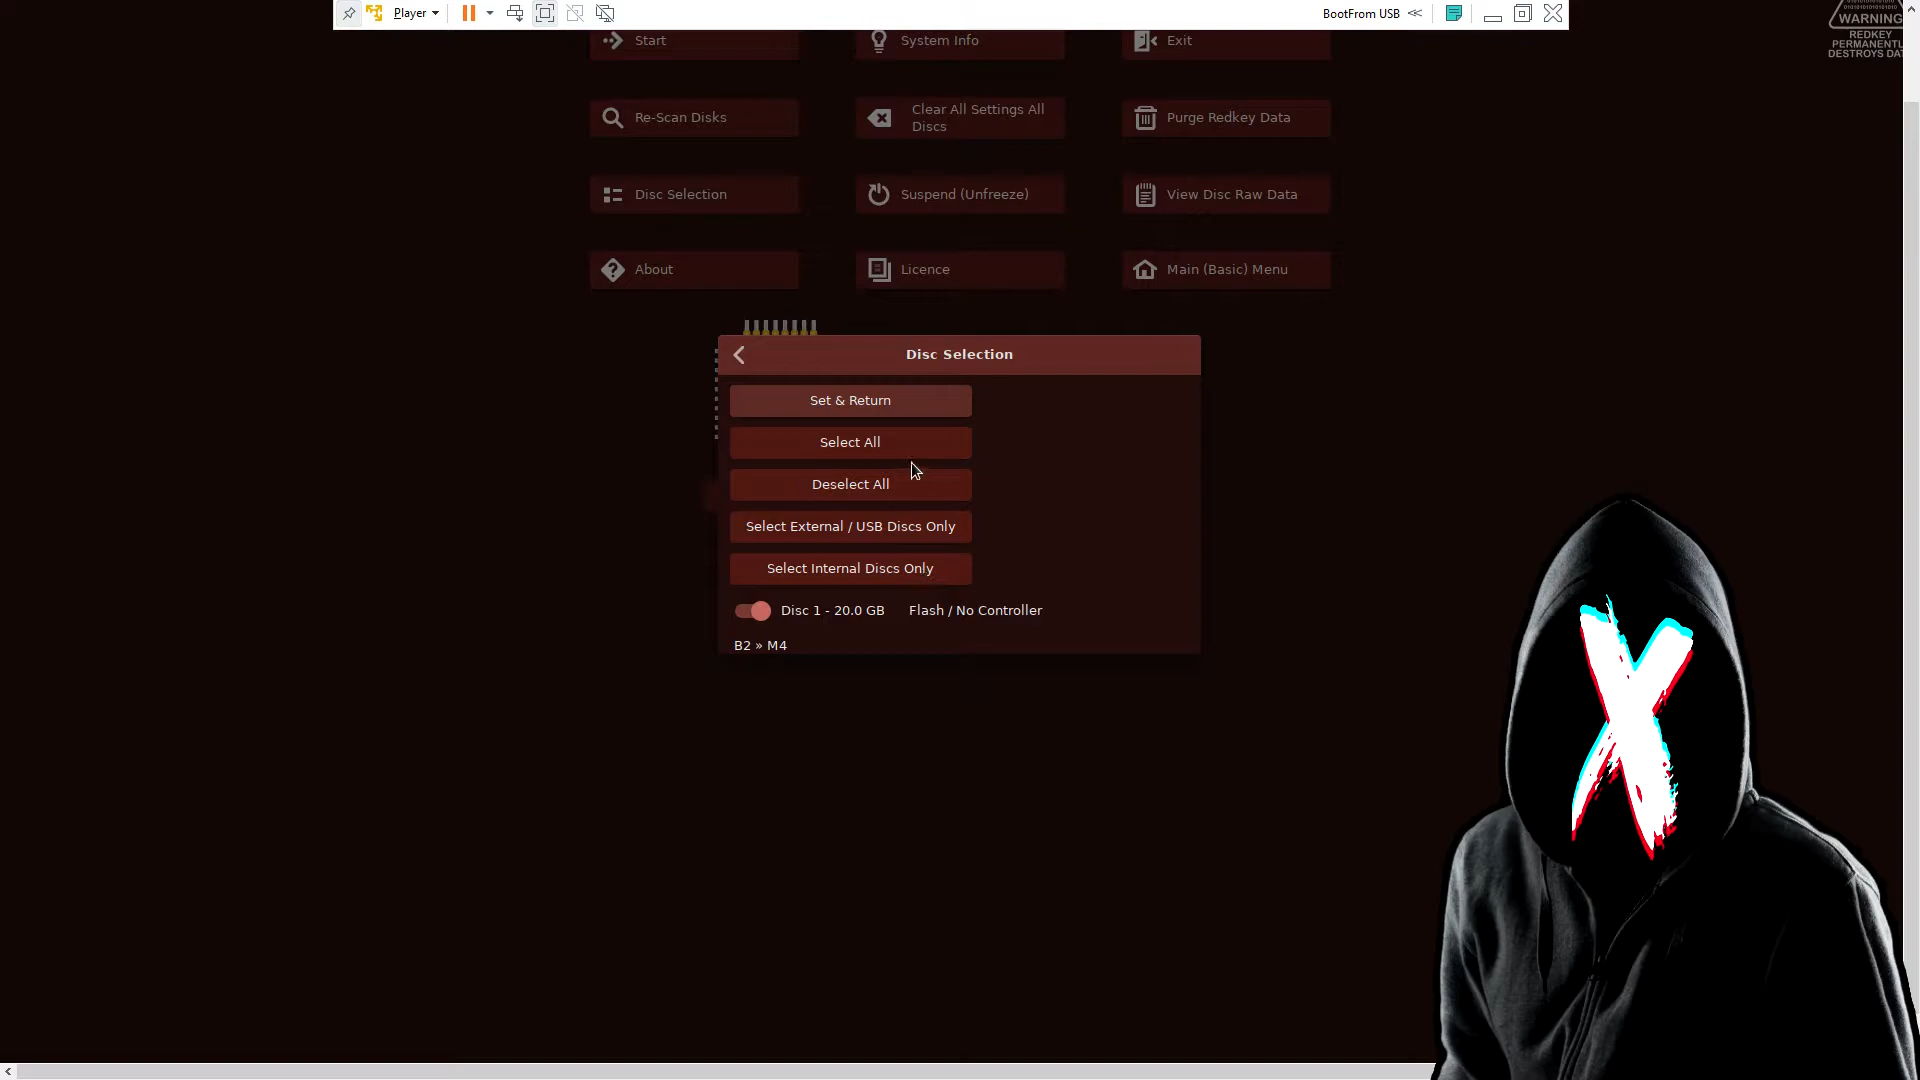 Player
BootFrom USB
WARNING
REDKEY
PERMANENTL
DESTROYS DA
Start
System Info
Exit
Re-Scan Disks
Clear All Settings All
Discs
Purge Redkey Data
Disc Selection
Suspend (Unfreeze)
View Disc Raw Data
About
Licence
Main (Basic) Menu
Disc Selection
Set & Return
Select All
Deselect All
Select External / USB Discs Only
Select Internal Discs Only
Disc 1 - 20.0 GB Flash / No Controller
B2 » M4
X